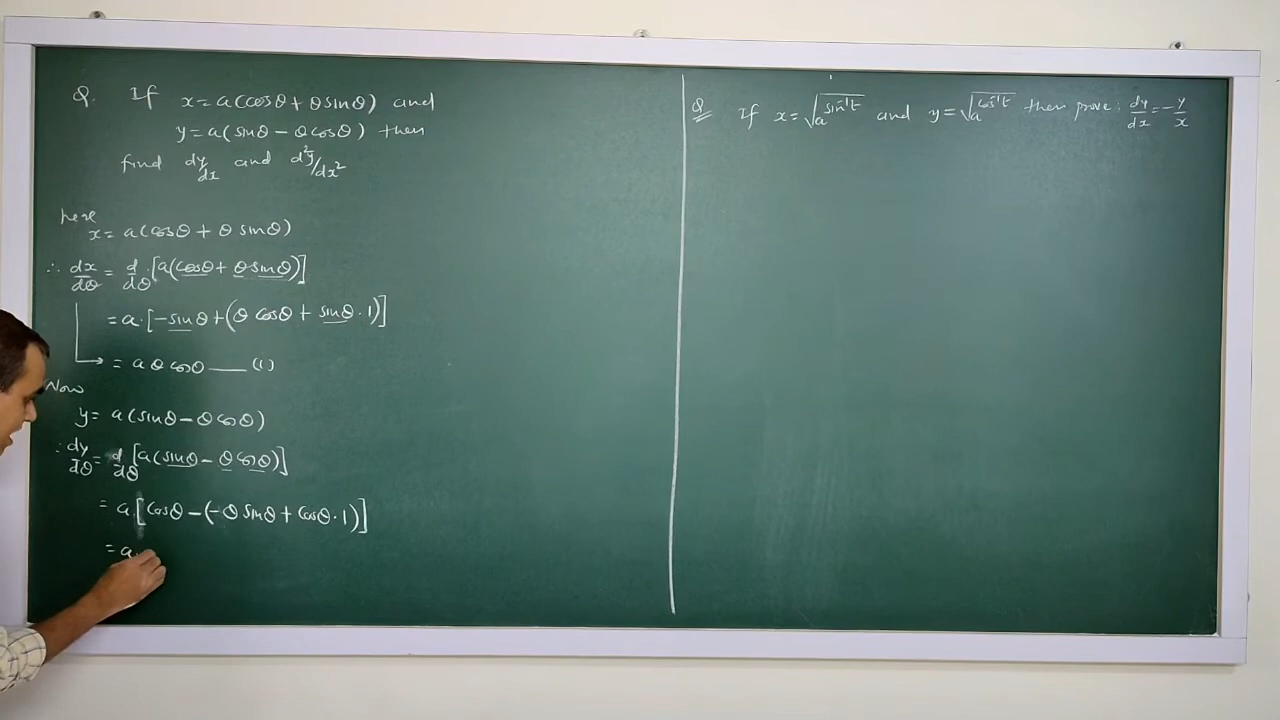 Q. If x = a(cosθ + θ sinθ) and
y = a(sinθ − θ cosθ) then
find dy/dx and d²y/dx²
here
x = a(cosθ + θ sinθ)
∴ dx/dθ = d/dθ [a(cosθ + θ sinθ)]
= a·[−sinθ + (θ cosθ + sinθ·1)]
= a θ cosθ —— (1)
Now
y = a(sinθ − θ cosθ)
∴ dy/dθ = d/dθ [a(sinθ − θ cosθ)]
= a·[cosθ − (−θ sinθ + cosθ·1)]
= a·
Q. If x = √(a^(sin⁻¹t)) and y = √(a^(cos⁻¹t)) then prove: dy/dx = −y/x